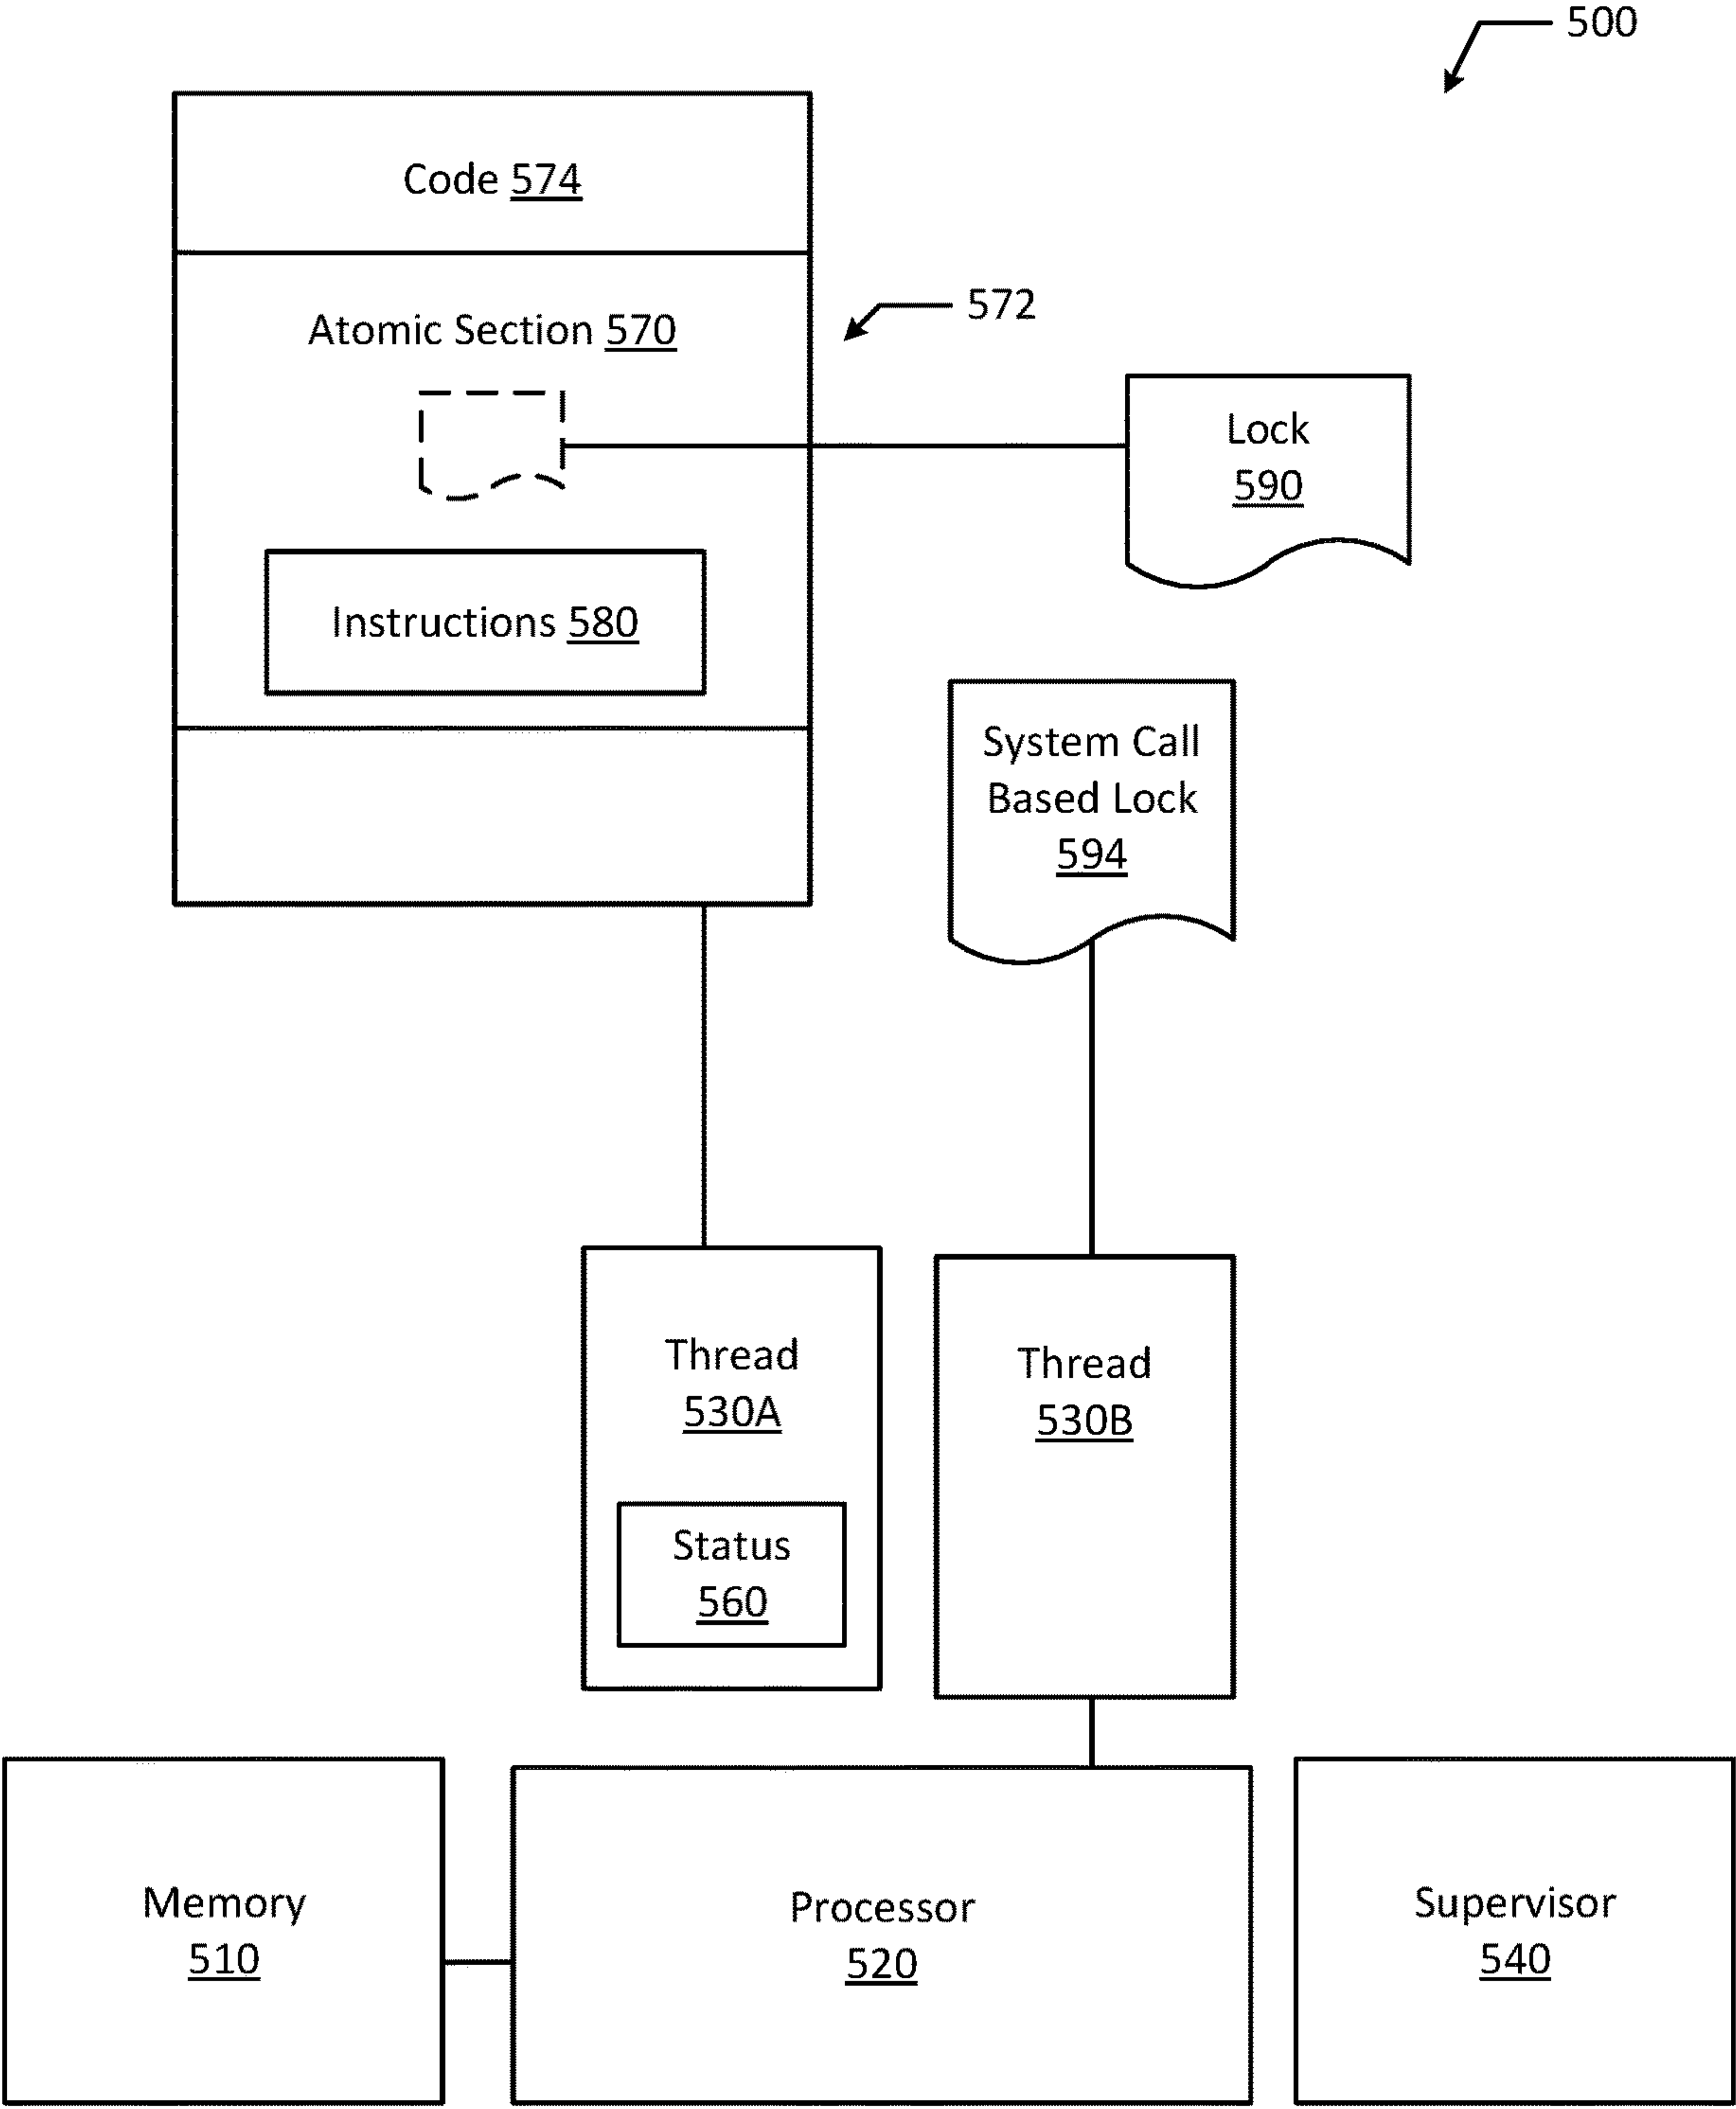 500
Code 574
572
Atomic Section 570
Lock
590
Instructions 580
System Call
Based Lock
594
Thread
530A
Thread
530B
Status
560
Memory
510
Processor
520
Supervisor
540